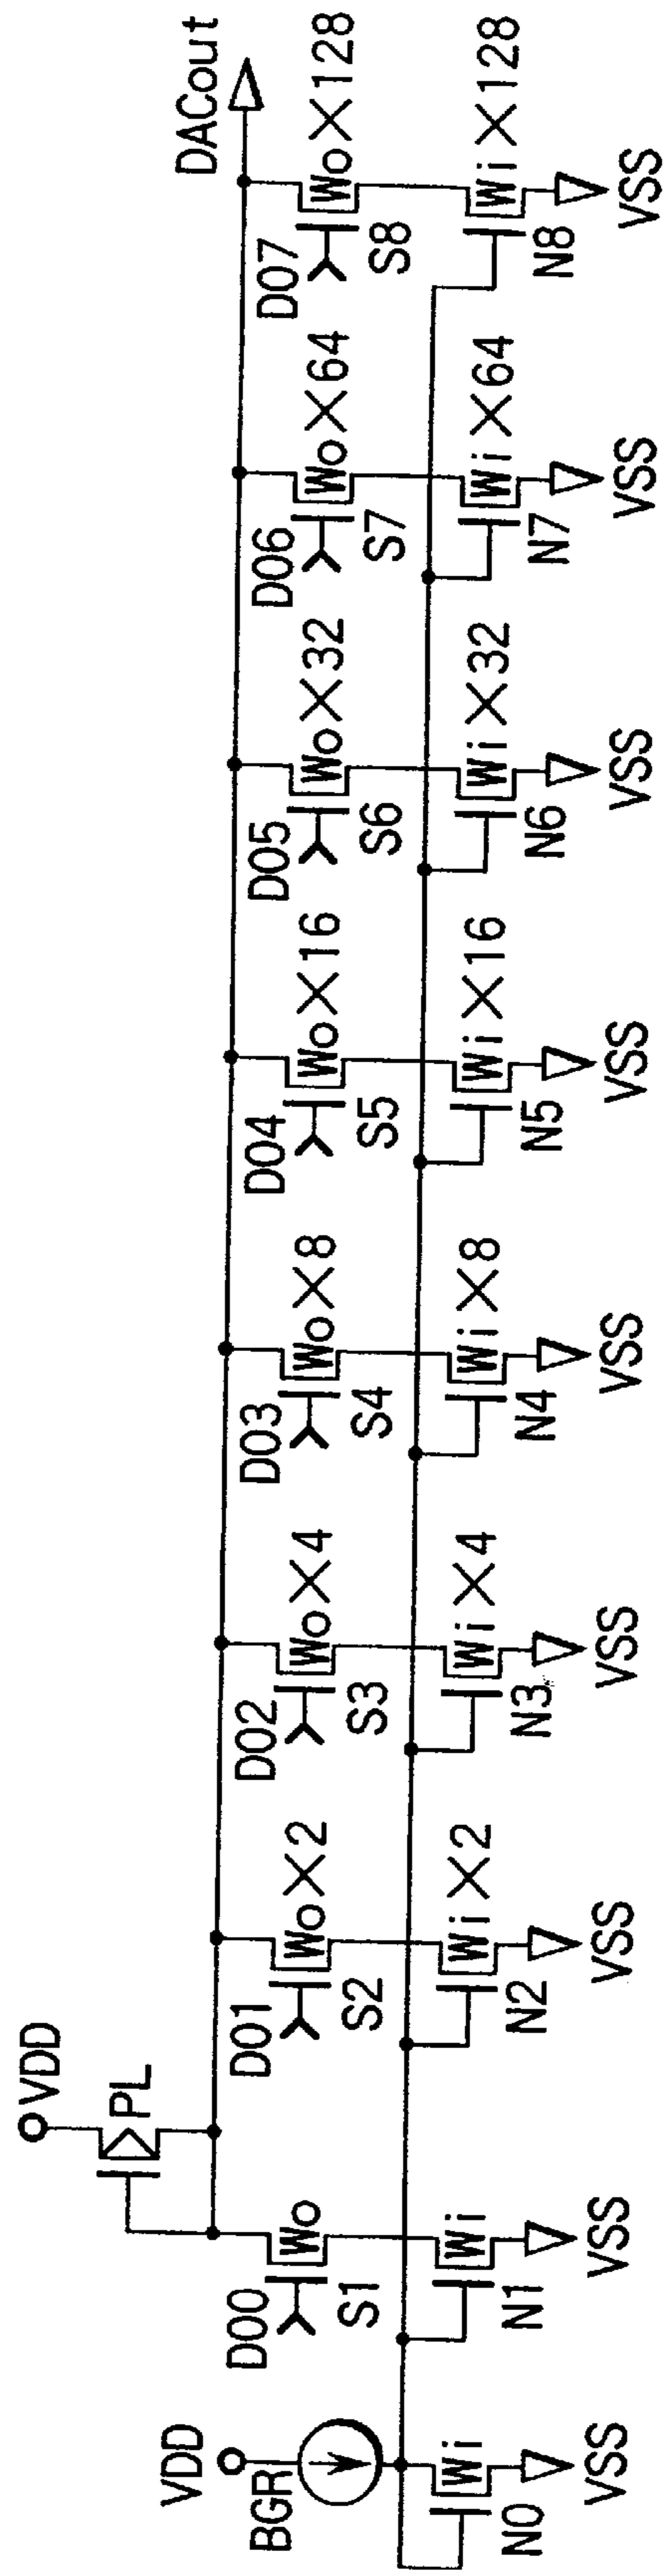 VDD
BGR
N0
Wi
VSS
VDD
PL
D00
S1
Wo
N1
Wi
VSS
D01
S2
Wo×2
N2
Wi×2
VSS
D02
S3
Wo×4
N3
Wi×4
VSS
D03
S4
Wo×8
N4
Wi×8
VSS
D04
S5
Wo×16
N5
Wi×16
VSS
D05
S6
Wo×32
N6
Wi×32
VSS
D06
S7
Wo×64
N7
Wi×64
VSS
D07
S8
Wo×128
N8
Wi×128
VSS
DACout